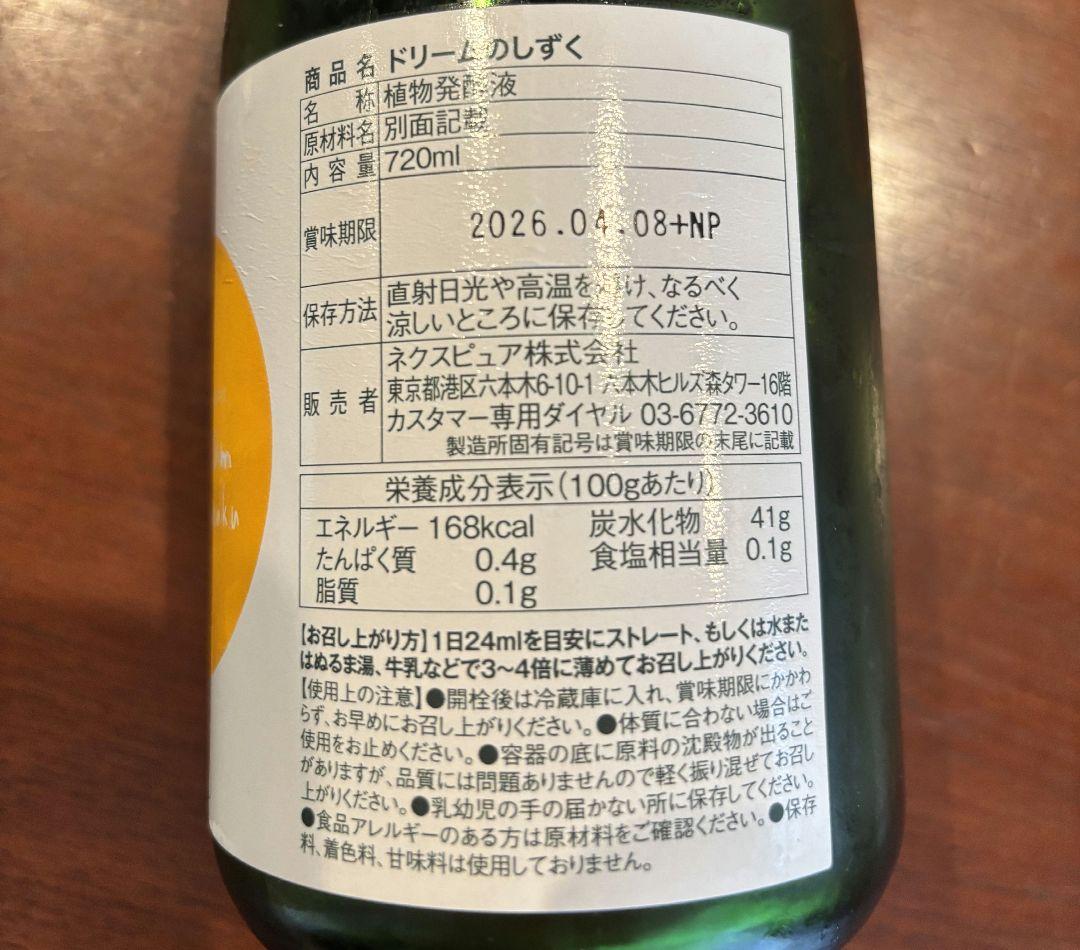 商品名 ドリームのしずく
名称 植物発酵液
原材料名 別面記載
内容量 720ml
賞味期限 2026.04.08+NP
保存方法 直射日光や高温を避け、なるべく
涼しいところに保存してください。
販売者 ネクスピュア株式会社
東京都港区六本木6-10-1 六本木ヒルズ森タワー16階
カスタマー専用ダイヤル 03-6772-3610
製造所固有記号は賞味期限の末尾に記載
栄養成分表示(100gあたり)
エネルギー 168kcal 炭水化物 41g
たんぱく質 0.4g 食塩相当量 0.1g
脂質 0.1g
【お召し上がり方】1日24mlを目安にストレート、もしくは水また
はぬるま湯、牛乳などで3〜4倍に薄めてお召し上がりください。
【使用上の注意】●開栓後は冷蔵庫に入れ、賞味期限にかかわ
らず、お早めにお召し上がりください。●体質に合わない場合はご
使用をお止めください。●容器の底に原料の沈殿物が出ること
がありますが、品質には問題ありませんので軽く振り混ぜてお召し
上がりください。●乳幼児の手の届かない所に保存してください。
●食品アレルギーのある方は原材料をご確認ください。●保存
料、着色料、甘味料は使用しておりません。